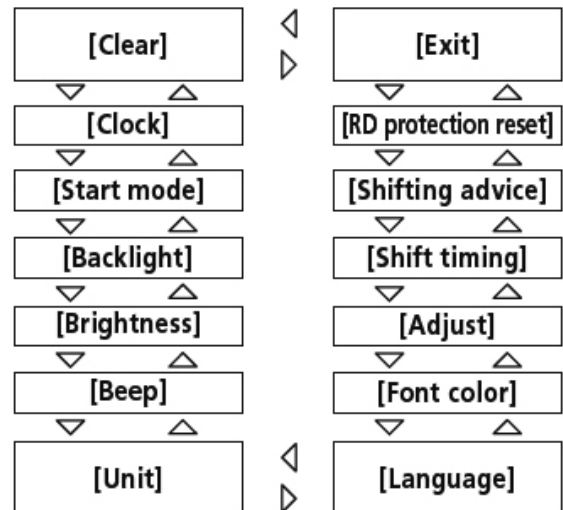 [Clear]
[Clock]
[Start mode]
[Backlight]
[Brightness]
[Beep]
[Unit]
[Exit]
[RD protection reset]
[Shifting advice]
[Shift timing]
[Adjust]
[Font color]
[Language]